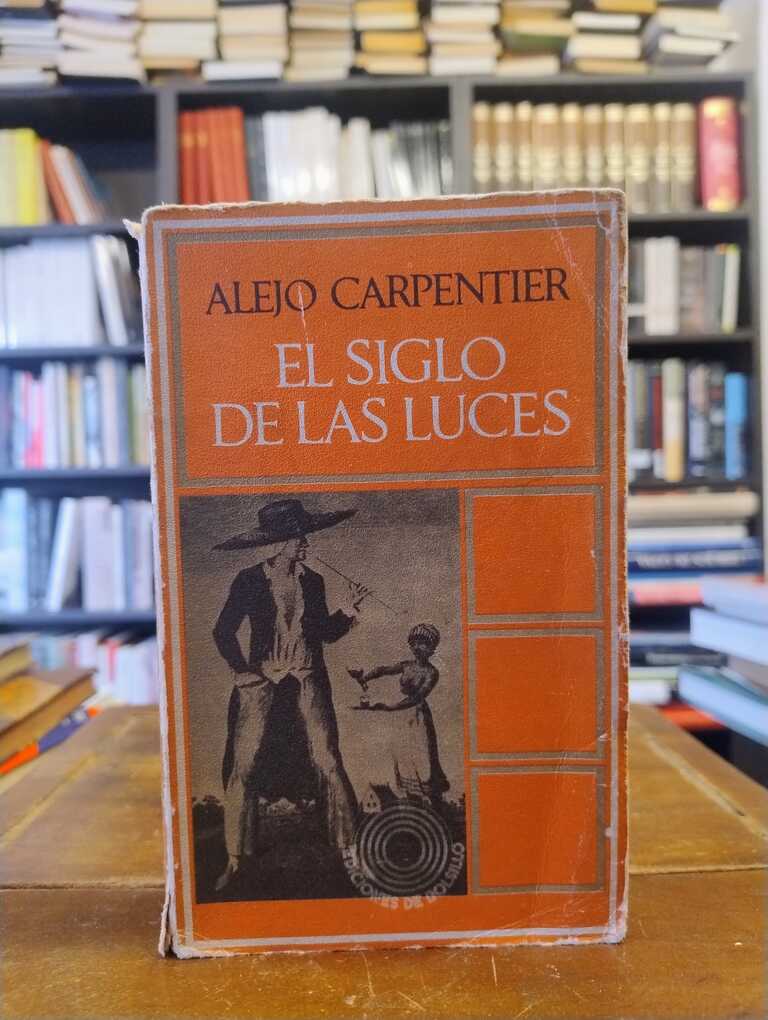 ALEJO CARPENTIER
EL SIGLO
DE LAS LUCES
EDICIONES DE BOLSILLO